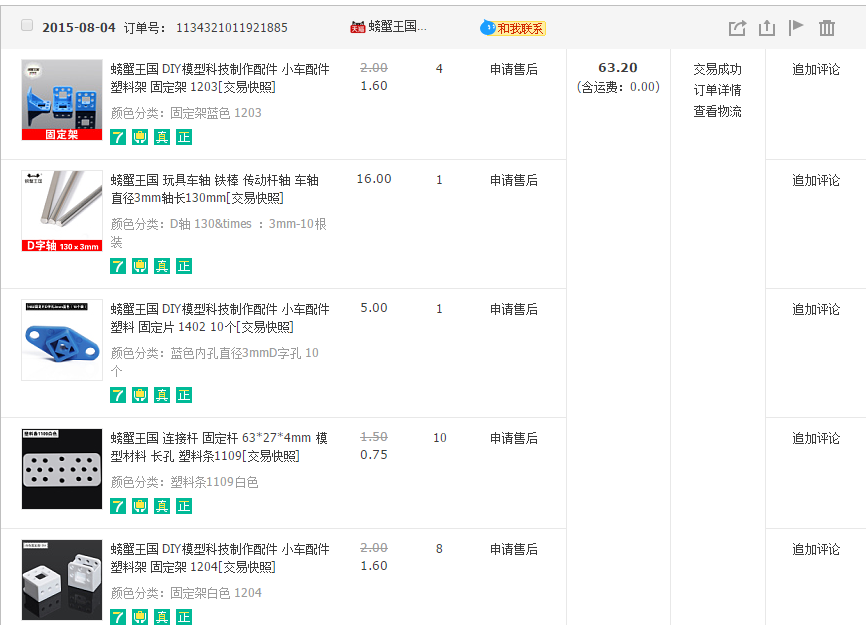 2015-08-04 订单号: 1134321011921885
天猫 螃蟹王国...
和我联系
螃蟹王国 DIY模型科技制作配件 小车配件
塑料架 固定架 1203[交易快照]
颜色分类：固定架蓝色 1203
7 真 正
固定架
2.00
1.60
4
申请售后
63.20
(含运费：0.00)
交易成功
订单详情
查看物流
追加评论
螃蟹王国 玩具车轴 铁棒 传动杆轴 车轴
直径3mm轴长130mm[交易快照]
颜色分类：D轴 130&times ：3mm-10根
装
7 真 正
D字轴 130x3mm
16.00
1
申请售后
追加评论
螃蟹王国 DIY模型科技制作配件 小车配件
塑料 固定片 1402 10个[交易快照]
颜色分类：蓝色内孔直径3mmD字孔 10
个
7 真 正
5.00
1
申请售后
追加评论
塑料条1109白色
螃蟹王国 连接杆 固定杆 63*27*4mm 模
型材料 长孔 塑料条1109[交易快照]
颜色分类：塑料条1109白色
7 真 正
1.50
0.75
10
申请售后
追加评论
螃蟹王国 DIY模型科技制作配件 小车配件
塑料架 固定架 1204[交易快照]
颜色分类：固定架白色 1204
7 真 正
2.00
1.60
8
申请售后
追加评论